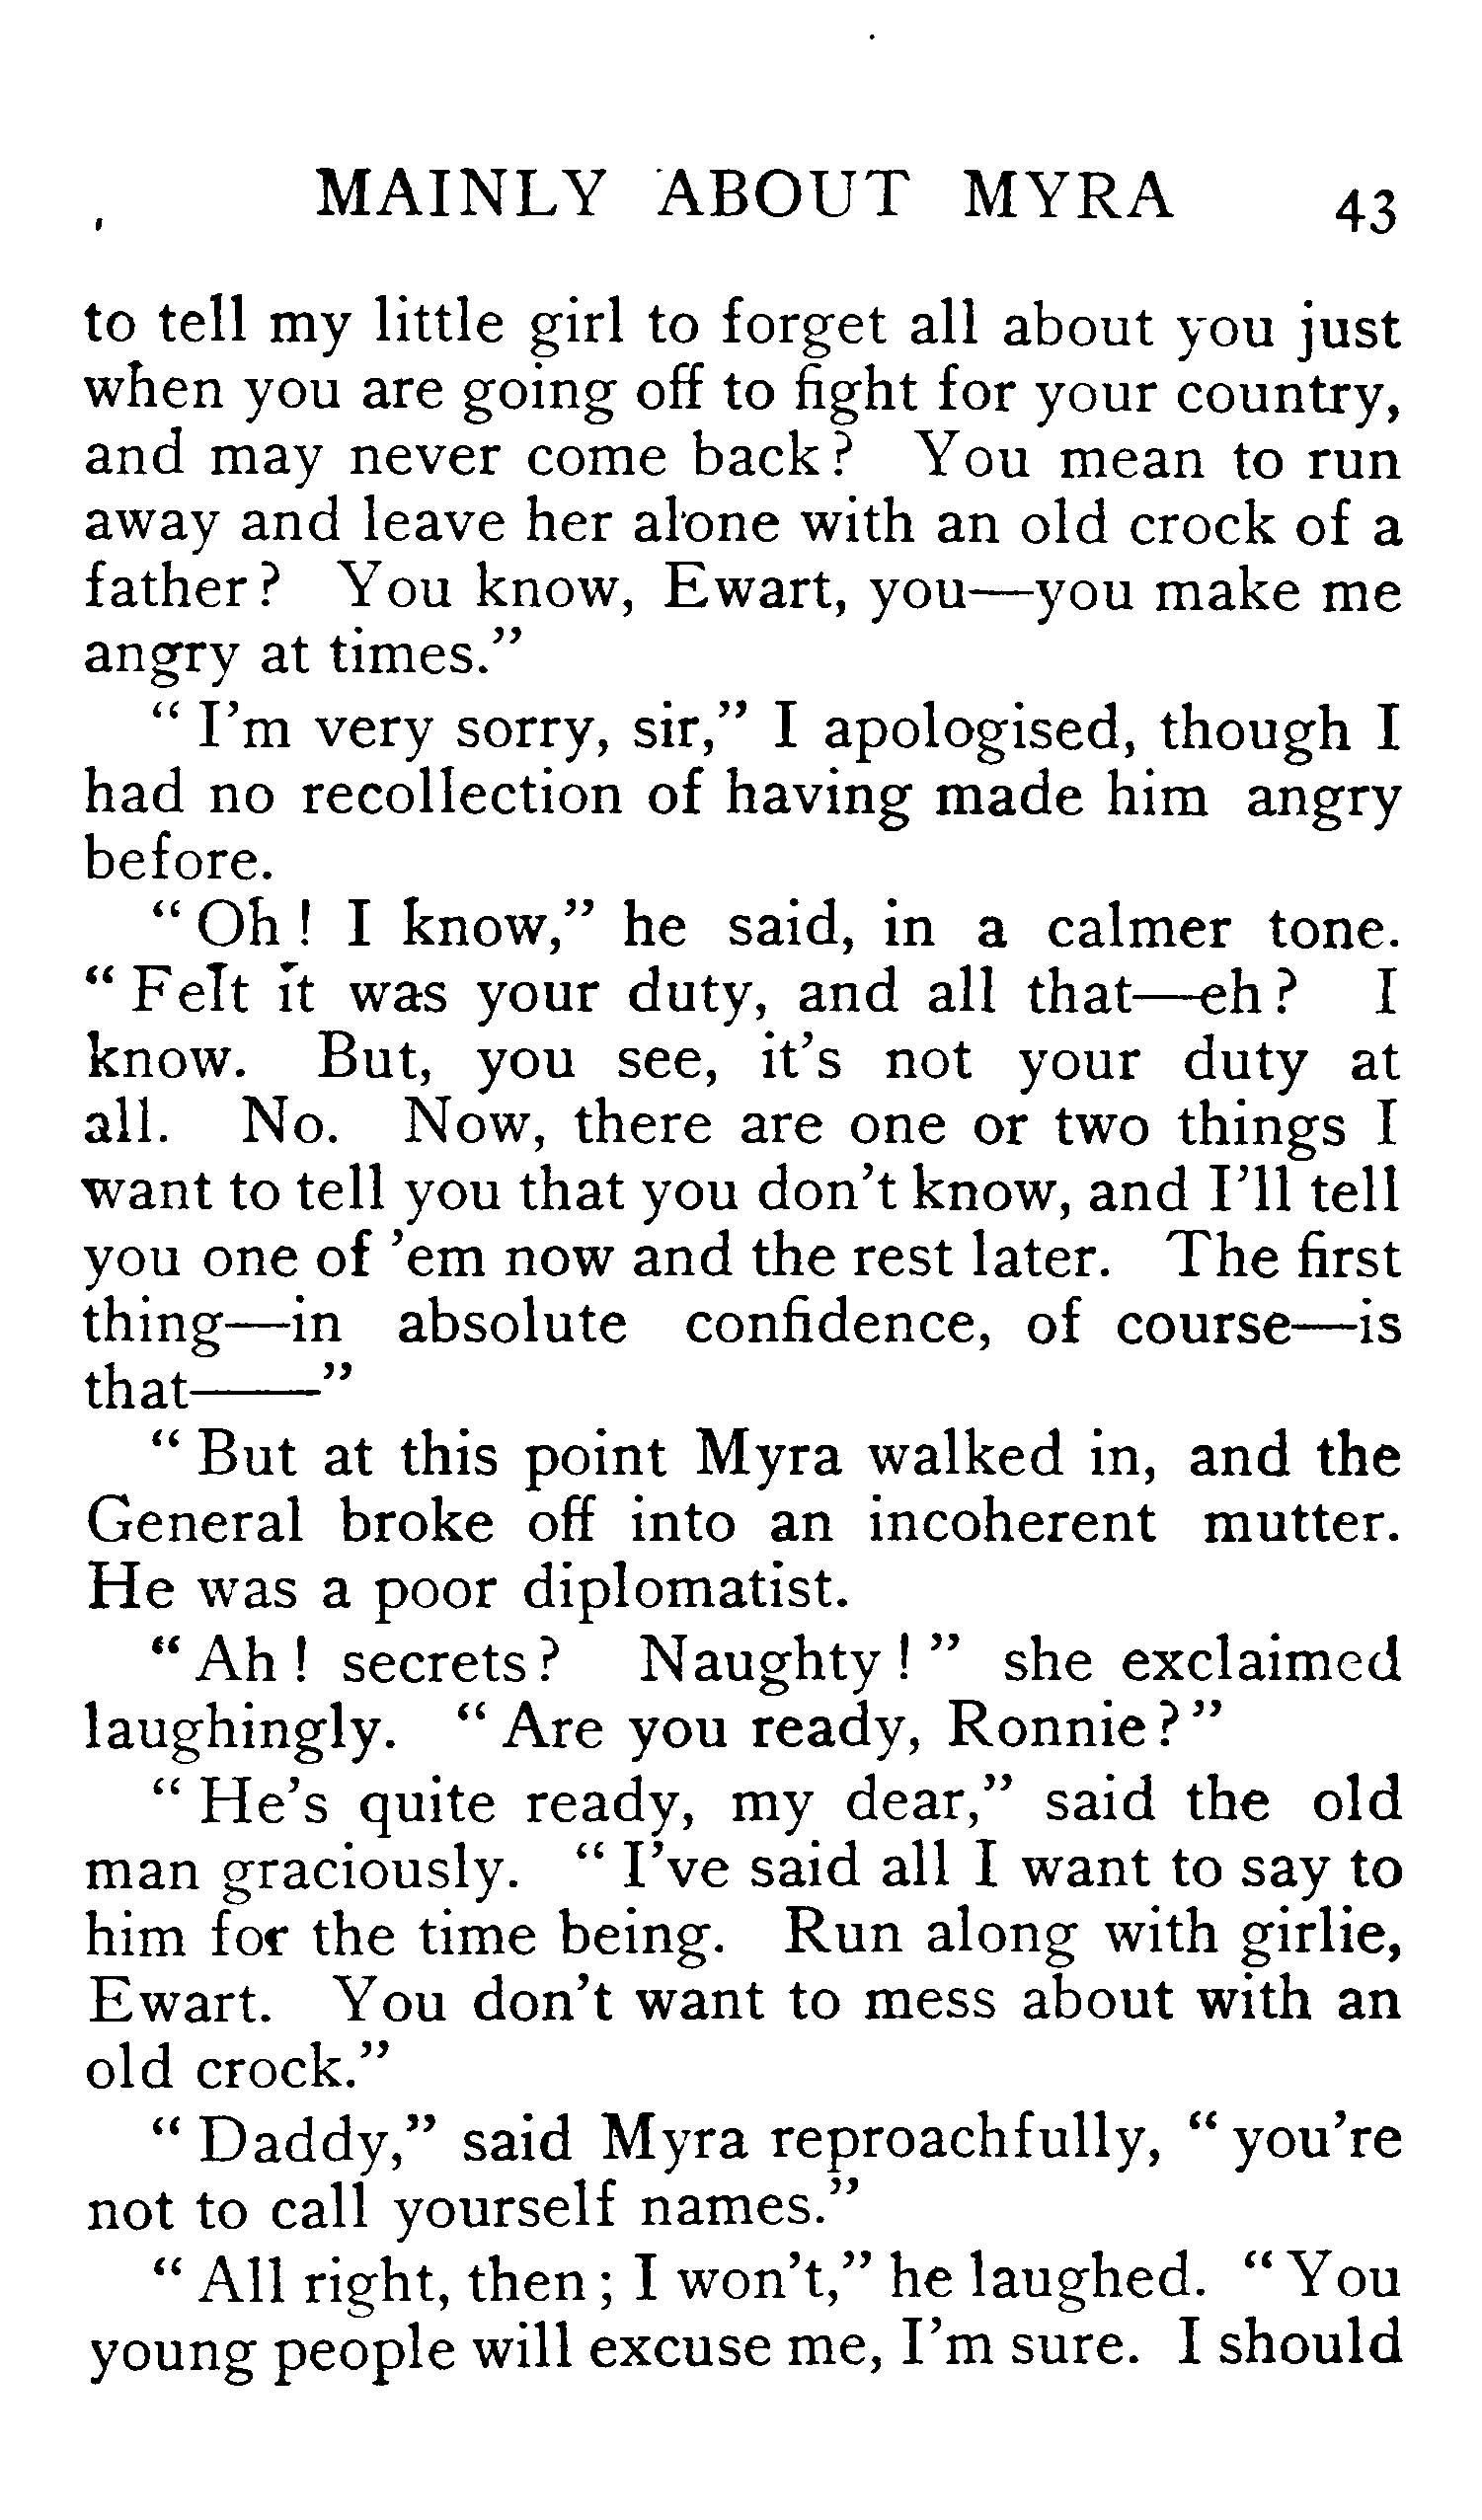 MAINLY ABOUT MYRA 43
to tell my little girl to forget all about you just
when you are going off to fight for your country,
and may never come back? You mean to run
away and leave her alone with an old crock of a
father? You know, Ewart, you—you make me
angry at times.”
“I’m very sorry, sir,” I apologised, though I
had no recollection of having made him angry
before.
“Oh! I know,” he said, in a calmer tone.
“Felt it was your duty, and all that—eh? I
know. But, you see, it’s not your duty at
all. No. Now, there are one or two things I
want to tell you that you don’t know, and I’ll tell
you one of ’em now and the rest later. The first
thing—in absolute confidence, of course—is
that——”
“But at this point Myra walked in, and the
General broke off into an incoherent mutter.
He was a poor diplomatist.
“Ah! secrets? Naughty!” she exclaimed
laughingly. “Are you ready, Ronnie?”
“He’s quite ready, my dear,” said the old
man graciously. “I’ve said all I want to say to
him for the time being. Run along with girlie,
Ewart. You don’t want to mess about with an
old crock.”
“Daddy,” said Myra reproachfully, “you’re
not to call yourself names.”
“All right, then; I won’t,” he laughed. “You
young people will excuse me, I’m sure. I should